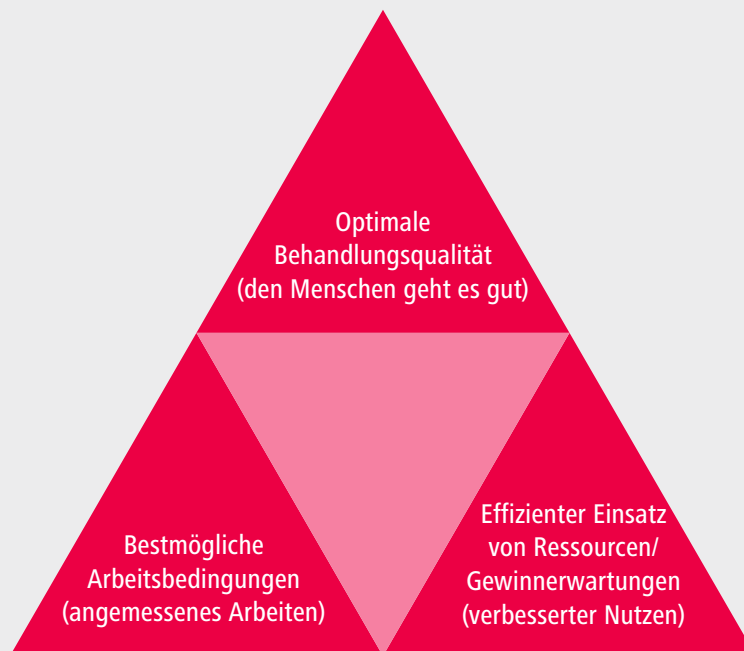 Optimale
Behandlungsqualität
(den Menschen geht es gut)
Bestmögliche
Arbeitsbedingungen
(angemessenes Arbeiten)
Effizienter Einsatz
von Ressourcen/
Gewinnerwartungen
(verbesserter Nutzen)